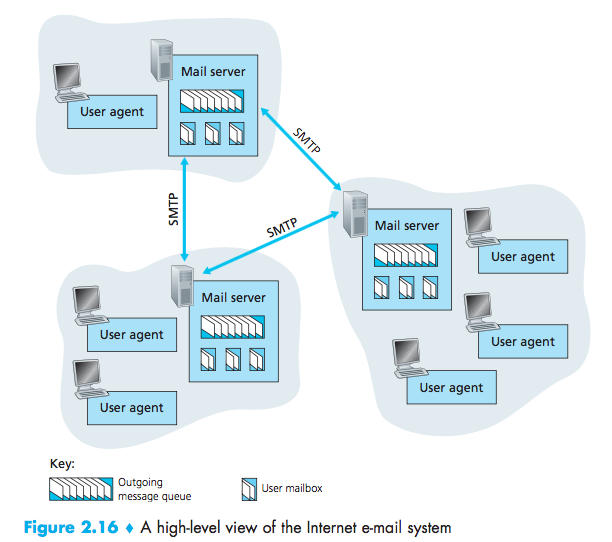 Mail server
User agent
SMTP
SMTP
SMTP
Mail server
User agent
Mail server
User agent
User agent
User agent
User agent
Key:
Outgoing
message queue
User mailbox
Figure 2.16 ♦ A high-level view of the Internet e-mail system